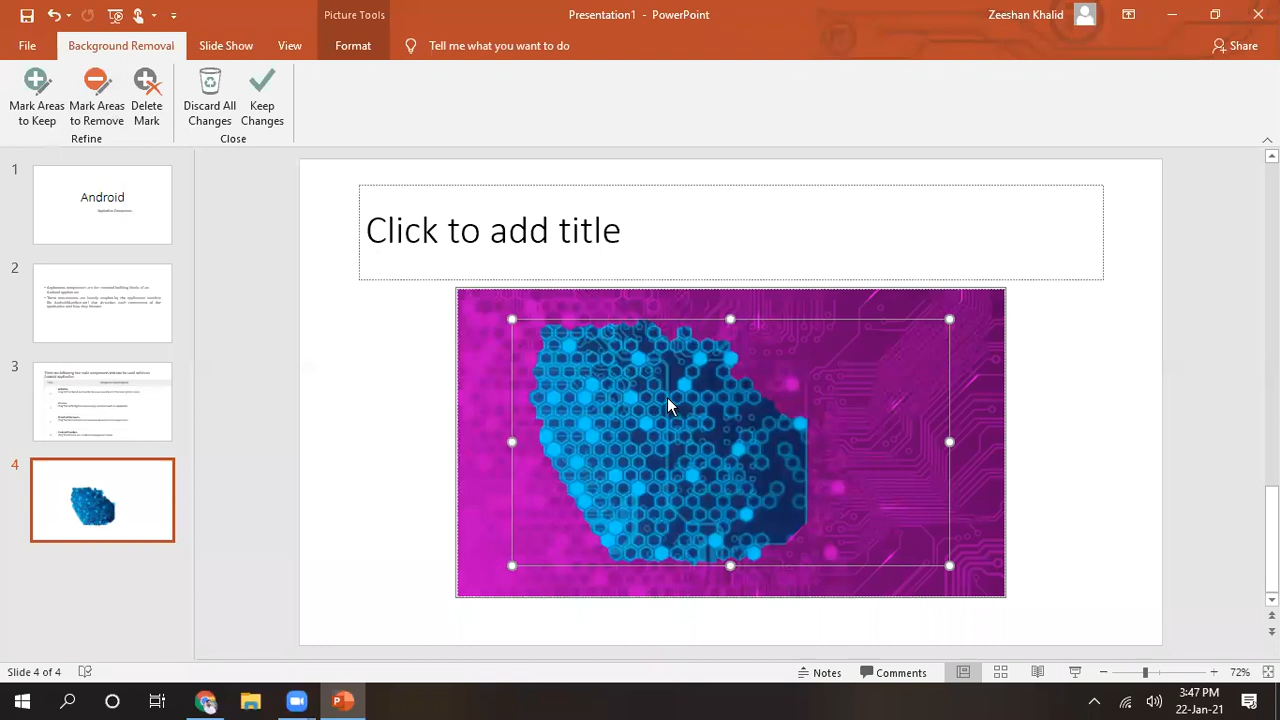 Picture Tools
Presentation1 - PowerPoint
Zeeshan Khalid
File
Background Removal
Slide Show
View
Format
Tell me what you want to do
Share
Mark Areas to Keep
Mark Areas to Remove
Delete Mark
Discard All Changes
Keep Changes
Refine
Close
1
Android
Application Components
2
3
4
Click to add title
Slide 4 of 4
Notes
Comments
72%
3:47 PM
22-Jan-21